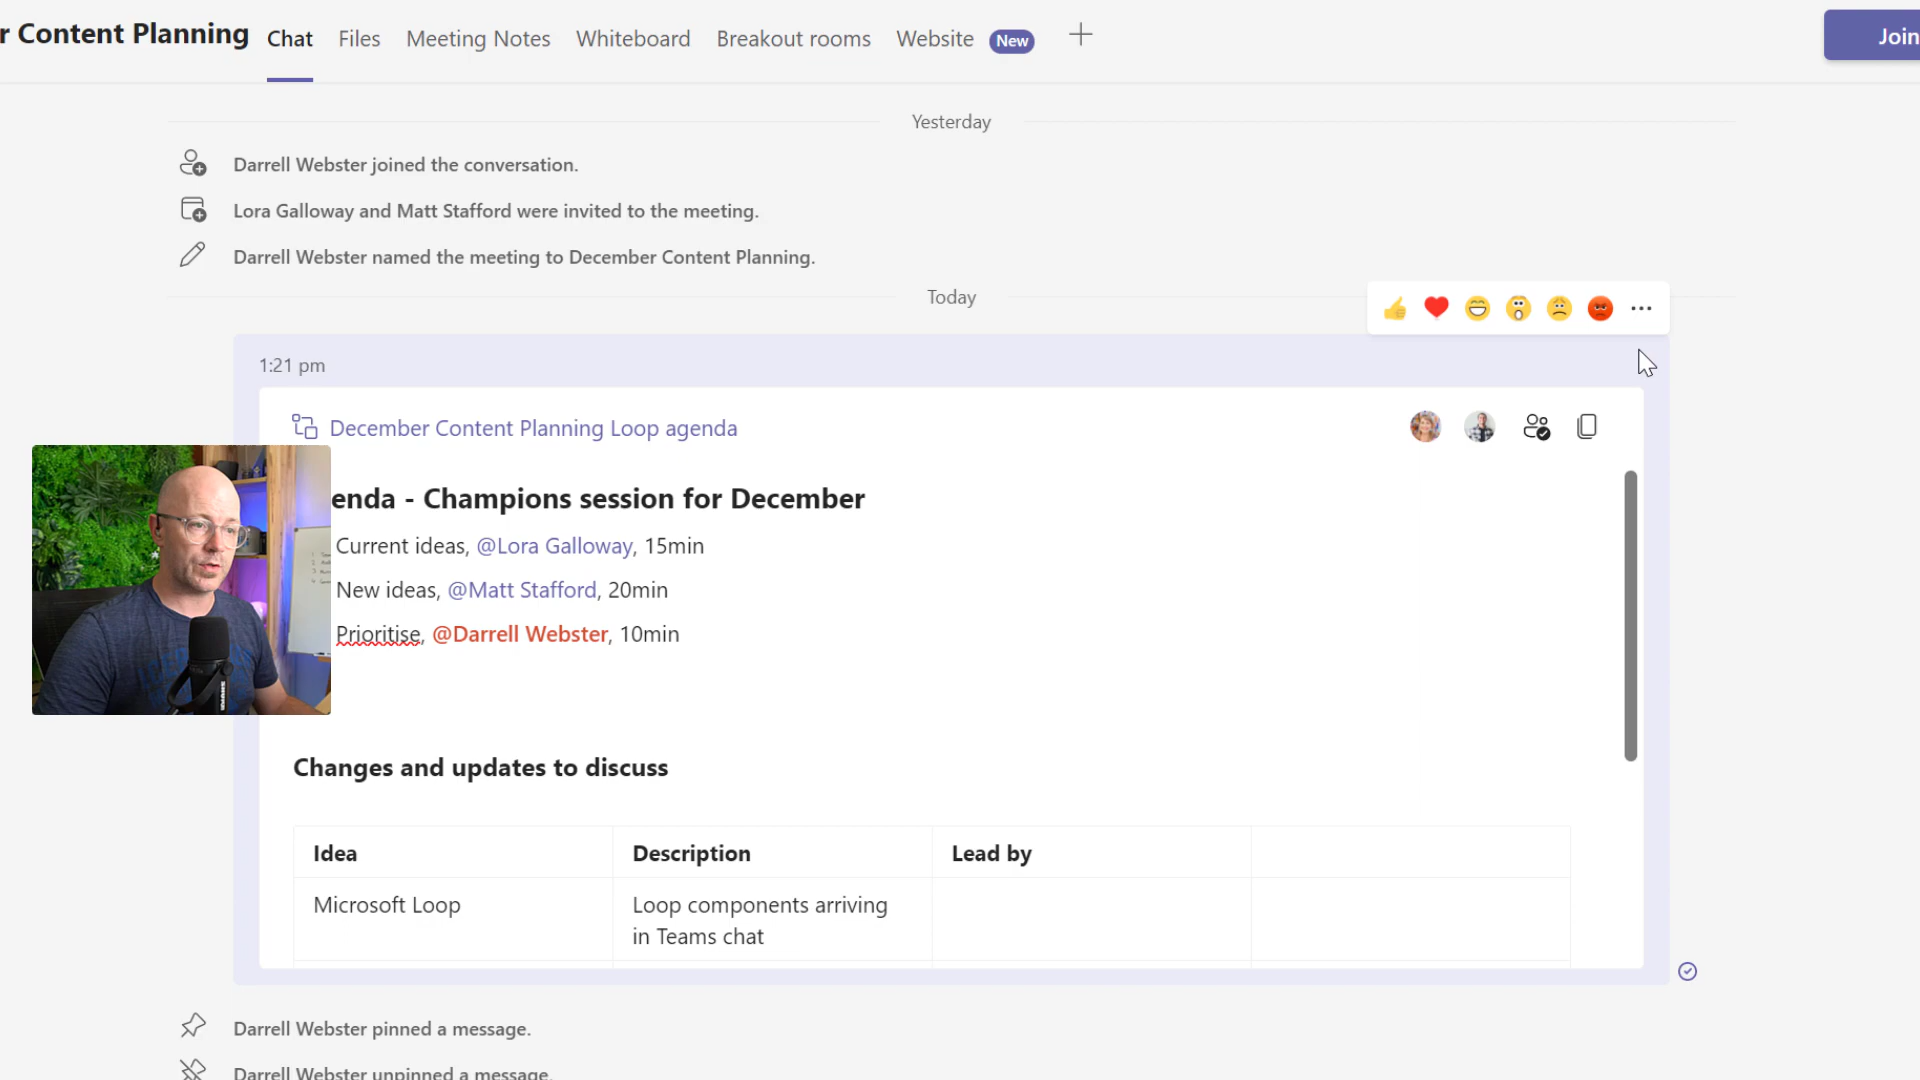 r Content Planning
Chat
Files
Meeting Notes
Whiteboard
Breakout rooms
Website
New
Join
Yesterday
Darrell Webster joined the conversation.
Lora Galloway and Matt Stafford were invited to the meeting.
Darrell Webster named the meeting to December Content Planning.
Today
1:21 pm
December Content Planning Loop agenda
enda - Champions session for December
Current ideas, @Lora Galloway, 15min
New ideas, @Matt Stafford, 20min
Prioritise, @Darrell Webster, 10min
Changes and updates to discuss
Idea
Description
Lead by
Microsoft Loop
Loop components arriving
in Teams chat
Darrell Webster pinned a message.
Darrell Webster unpinned a message.